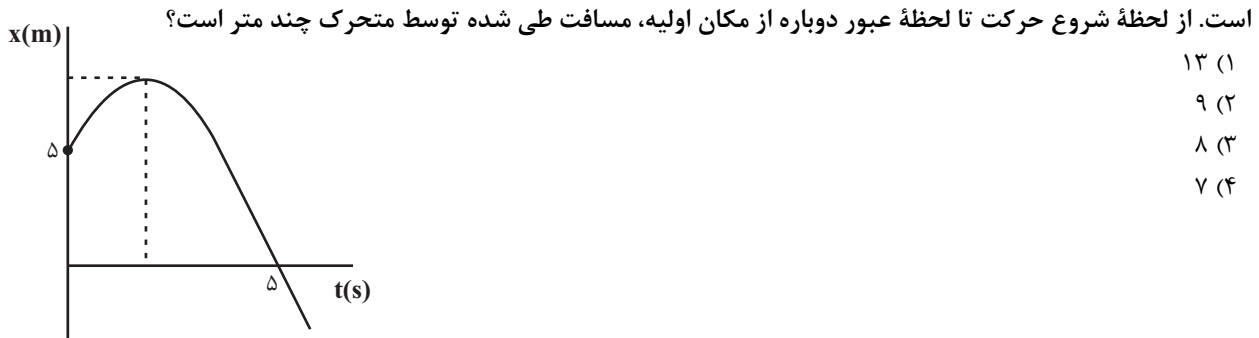 است. از لحظهٔ شروع حرکت تا لحظهٔ عبور دوباره از مکان اولیه، مسافت طی شده توسط متحرک چند متر است؟
۱) ۱۳
۲) ۹
۳) ۸
۴) ۷
x(m)
۵
۵
t(s)